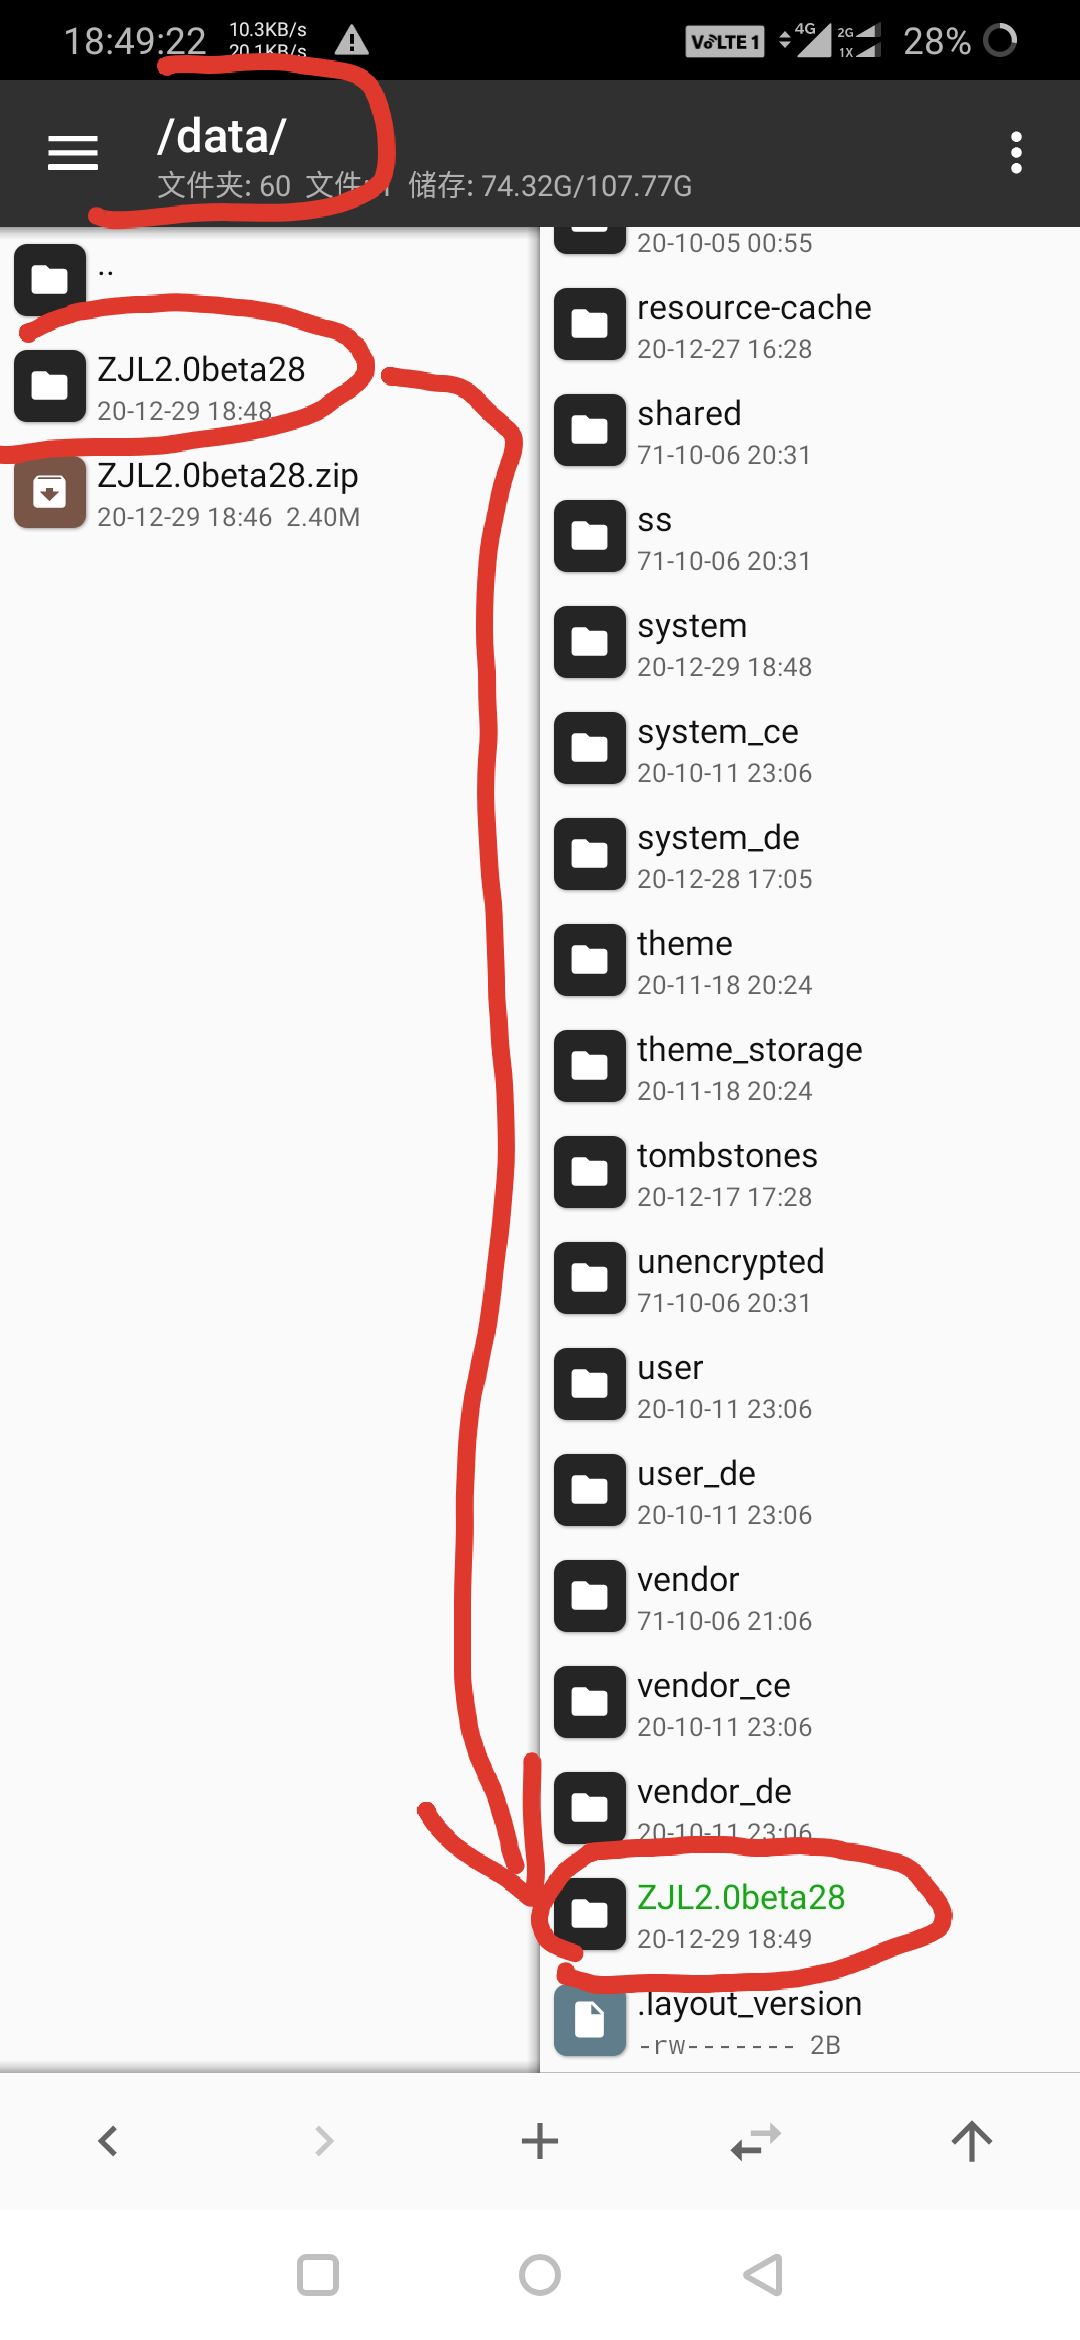 18:49:22
10.3KB/s
20.1KB/s
VoLTE 1
4G
2G
1X
28%
/data/
文件夹: 60 文件: 1 储存: 74.32G/107.77G
..
ZJL2.0beta28
20-12-29 18:48
ZJL2.0beta28.zip
20-12-29 18:46 2.40M
20-10-05 00:55
resource-cache
20-12-27 16:28
shared
71-10-06 20:31
ss
71-10-06 20:31
system
20-12-29 18:48
system_ce
20-10-11 23:06
system_de
20-12-28 17:05
theme
20-11-18 20:24
theme_storage
20-11-18 20:24
tombstones
20-12-17 17:28
unencrypted
71-10-06 20:31
user
20-10-11 23:06
user_de
20-10-11 23:06
vendor
71-10-06 21:06
vendor_ce
20-10-11 23:06
vendor_de
20-10-11 23:06
ZJL2.0beta28
20-12-29 18:49
.layout_version
-rw------- 2B